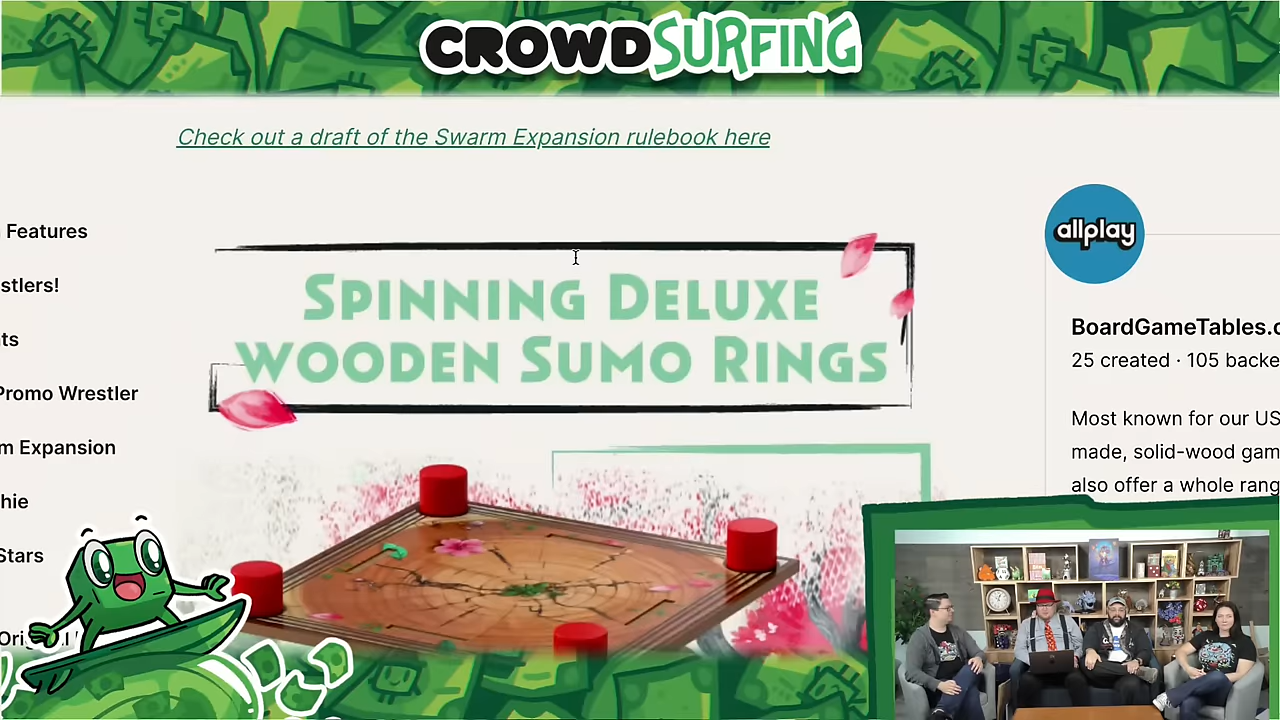 CROWDSURFING
Check out a draft of the Swarm Expansion rulebook here
Features
stlers!
ts
Promo Wrestler
m Expansion
hie
Stars
SPINNING DELUXE
WOODEN SUMO RINGS
allplay
BoardGameTables.c
25 created · 105 backe
Most known for our US
made, solid-wood gam
also offer a whole rang